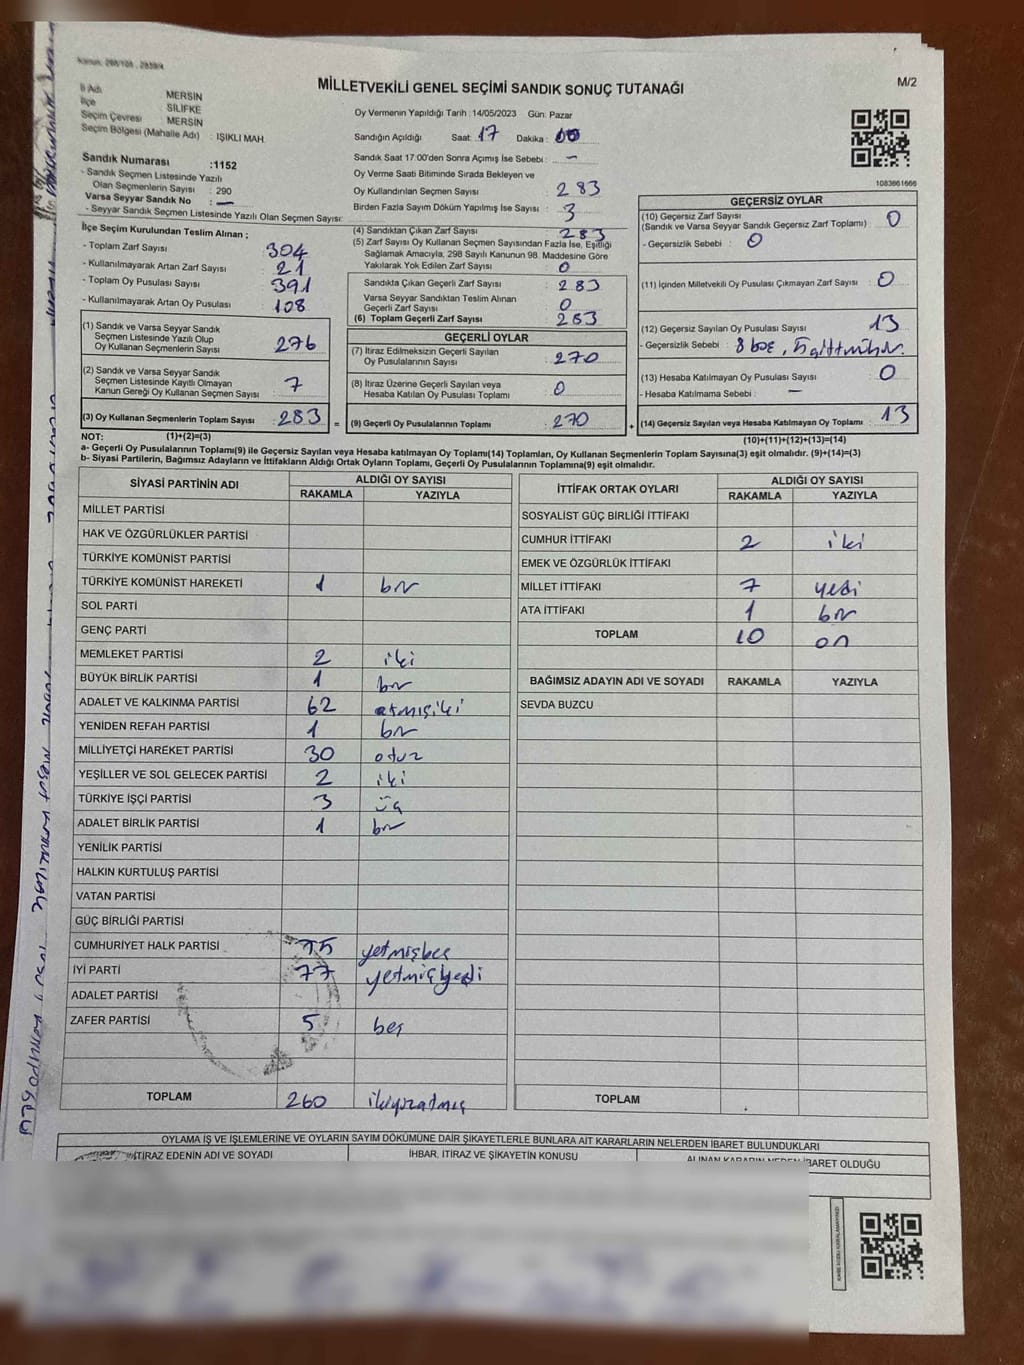 Kanun: 298/105 , 2839/4
MİLLETVEKİLİ GENEL SEÇİMİ SANDIK SONUÇ TUTANAĞI
M/2
İl Adı MERSİN
İlçe SİLİFKE
Seçim Çevresi MERSİN
Seçim Bölgesi (Mahalle Adı) : IŞIKLI MAH.
Sandık Numarası :1152
- Sandık Seçmen Listesinde Yazılı
Olan Seçmenlerin Sayısı : 290
Varsa Seyyar Sandık No : —
- Seyyar Sandık Seçmen Listesinde Yazılı Olan Seçmen Sayısı:
Oy Vermenin Yapıldığı Tarih : 14/05/2023 Gün: Pazar
Sandığın Açıldığı Saat: 17 Dakika : 00
Sandık Saat 17:00'den Sonra Açımış İse Sebebi : —
Oy Verme Saati Bitiminde Sırada Bekleyen ve
Oy Kullandırılan Seçmen Sayısı : 283
Birden Fazla Sayım Döküm Yapılmış İse Sayısı : 3
1083661666
İlçe Seçim Kurulundan Teslim Alınan ;
- Toplam Zarf Sayısı : 304
- Kullanılmayarak Artan Zarf Sayısı : 21
- Toplam Oy Pusulası Sayısı : 391
- Kullanılmayarak Artan Oy Pusulası : 108
(4) Sandıktan Çıkan Zarf Sayısı : 283
(5) Zarf Sayısı Oy Kullanan Seçmen Sayısından Fazla İse, Eşitliği
Sağlamak Amacıyla, 298 Sayılı Kanunun 98. Maddesine Göre
Yakılarak Yok Edilen Zarf Sayısı : 0
Sandıkta Çıkan Geçerli Zarf Sayısı : 283
Varsa Seyyar Sandıktan Teslim Alınan
Geçerli Zarf Sayısı : 0
(6) Toplam Geçerli Zarf Sayısı : 283
GEÇERSİZ OYLAR
(10) Geçersiz Zarf Sayısı : 0
(Sandık ve Varsa Seyyar Sandık Geçersiz Zarf Toplamı)
- Geçersizlik Sebebi : 0
(11) İçinden Milletvekili Oy Pusulası Çıkmayan Zarf Sayısı : 0
(12) Geçersiz Sayılan Oy Pusulası Sayısı : 13
- Geçersizlik Sebebi : 8 boş, 5
(13) Hesaba Katılmayan Oy Pusulası Sayısı : 0
- Hesaba Katılmama Sebebi : —
(14) Geçersiz Sayılan veya Hesaba Katılmayan Oy Toplamı : 13
(10)+(11)+(12)+(13)=(14)
(1) Sandık ve Varsa Seyyar Sandık
Seçmen Listesinde Yazılı Olup
Oy Kullanan Seçmenlerin Sayısı : 276
(2) Sandık ve Varsa Seyyar Sandık
Seçmen Listesinde Kayıtlı Olmayan
Kanun Gereği Oy Kullanan Seçmen Sayısı : 7
(3) Oy Kullanan Seçmenlerin Toplam Sayısı : 283 =
GEÇERLİ OYLAR
(7) İtiraz Edilmeksizin Geçerli Sayılan
Oy Pusulalarının Sayısı : 270
(8) İtiraz Üzerine Geçerli Sayılan veya
Hesaba Katılan Oy Pusulası Toplamı : 0
(9) Geçerli Oy Pusulalarının Toplamı : 270 +
NOT: (1)+(2)=(3)
a- Geçerli Oy Pusulalarının Toplamı(9) ile Geçersiz Sayılan veya Hesaba katılmayan Oy Toplamı(14) Toplamları, Oy Kullanan Seçmenlerin Toplam Sayısına(3) eşit olmalıdır. (9)+(14)=(3)
b- Siyasi Partilerin, Bağımsız Adayların ve İttifakların Aldığı Ortak Oyların Toplamı, Geçerli Oy Pusulalarının Toplamına(9) eşit olmalıdır.
SİYASİ PARTİNİN ADI ALDIĞI OY SAYISI
RAKAMLA YAZIYLA
MİLLET PARTİSİ
HAK VE ÖZGÜRLÜKLER PARTİSİ
TÜRKİYE KOMÜNİST PARTİSİ
TÜRKİYE KOMÜNİST HAREKETİ 1 bir
SOL PARTİ
GENÇ PARTİ
MEMLEKET PARTİSİ 2 iki
BÜYÜK BİRLİK PARTİSİ 1 bir
ADALET VE KALKINMA PARTİSİ 62 atmışiki
YENİDEN REFAH PARTİSİ 1 bir
MİLLİYETÇİ HAREKET PARTİSİ 30 otuz
YEŞİLLER VE SOL GELECEK PARTİSİ 2 iki
TÜRKİYE İŞÇİ PARTİSİ 3 üç
ADALET BİRLİK PARTİSİ 1 bir
YENİLİK PARTİSİ
HALKIN KURTULUŞ PARTİSİ
VATAN PARTİSİ
GÜÇ BİRLİĞİ PARTİSİ
CUMHURİYET HALK PARTİSİ 75 yetmişbeş
İYİ PARTİ 77 yetmişyedi
ADALET PARTİSİ
ZAFER PARTİSİ 5 beş
TOPLAM 260 ikiyüzatmış
İTTİFAK ORTAK OYLARI ALDIĞI OY SAYISI
RAKAMLA YAZIYLA
SOSYALİST GÜÇ BİRLİĞİ İTTİFAKI
CUMHUR İTTİFAKI 2 iki
EMEK VE ÖZGÜRLÜK İTTİFAKI
MİLLET İTTİFAKI 7 yedi
ATA İTTİFAKI 1 bir
TOPLAM 10 on
BAĞIMSIZ ADAYIN ADI VE SOYADI RAKAMLA YAZIYLA
SEVDA BUZCU
TOPLAM
OYLAMA İŞ VE İŞLEMLERİNE VE OYLARIN SAYIM DÖKÜMÜNE DAİR ŞİKAYETLERLE BUNLARA AİT KARARLARIN NELERDEN İBARET BULUNDUKLARI
İTİRAZ EDENİN ADI VE SOYADI İHBAR, İTİRAZ VE ŞİKAYETİN KONUSU ALINAN KARARIN NEDEN İBARET OLDUĞU